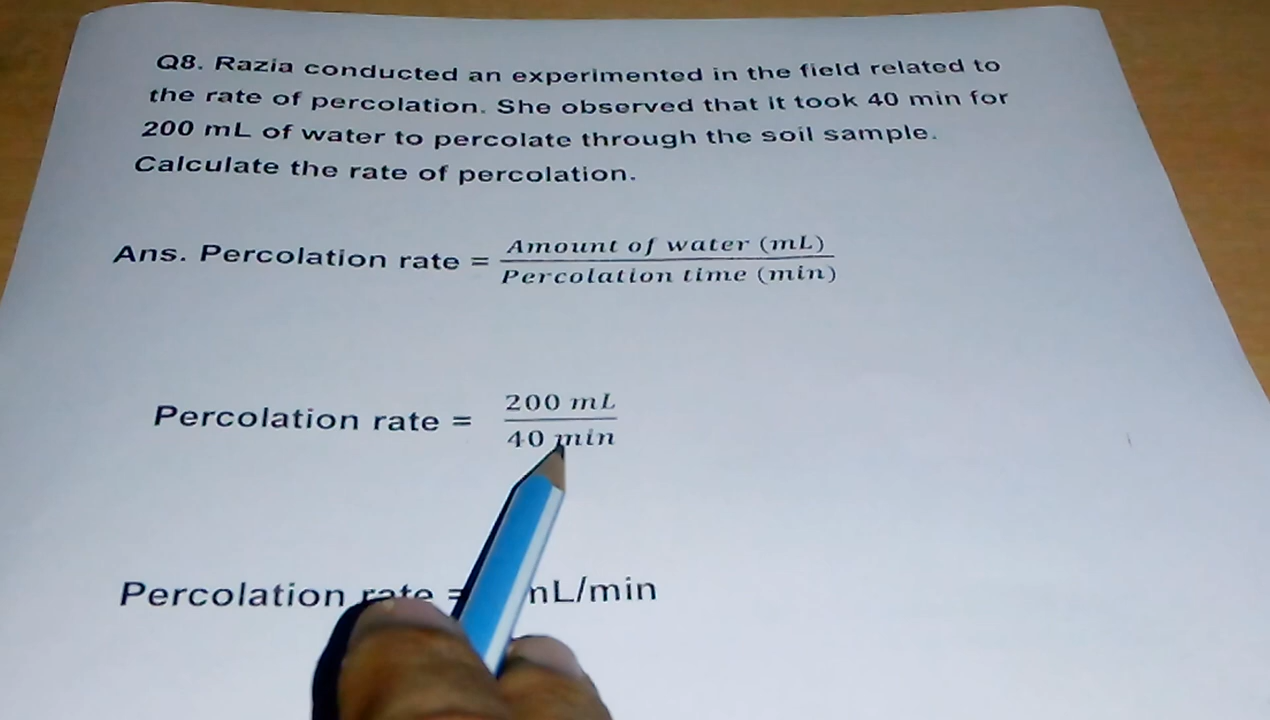 Q8. Razia conducted an experimented in the field related to
the rate of percolation. She observed that it took 40 min for
200 mL of water to percolate through the soil sample.
Calculate the rate of percolation.
Ans. Percolation rate = Amount of water (mL)
Percolation time (min)
Percolation rate = 200 mL
40 min
Percolation rate = mL/min